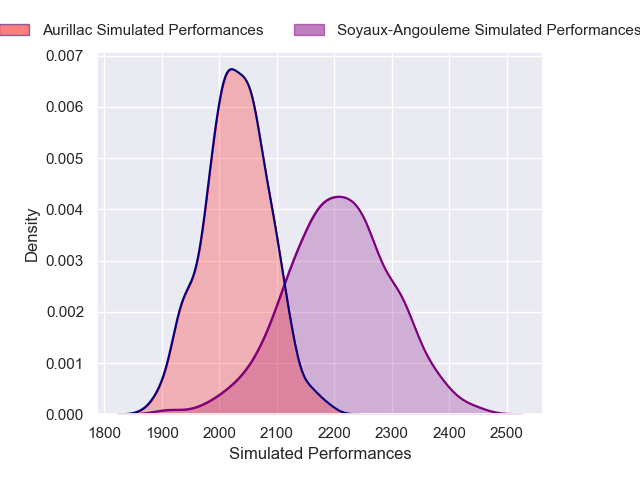 Aurillac Simulated Performances
Soyaux-Angouleme Simulated Performances
0.007
0.006
0.005
0.004
0.003
0.002
0.001
0.000
Density
1800 1900 2000 2100 2200 2300 2400 2500
Simulated Performances